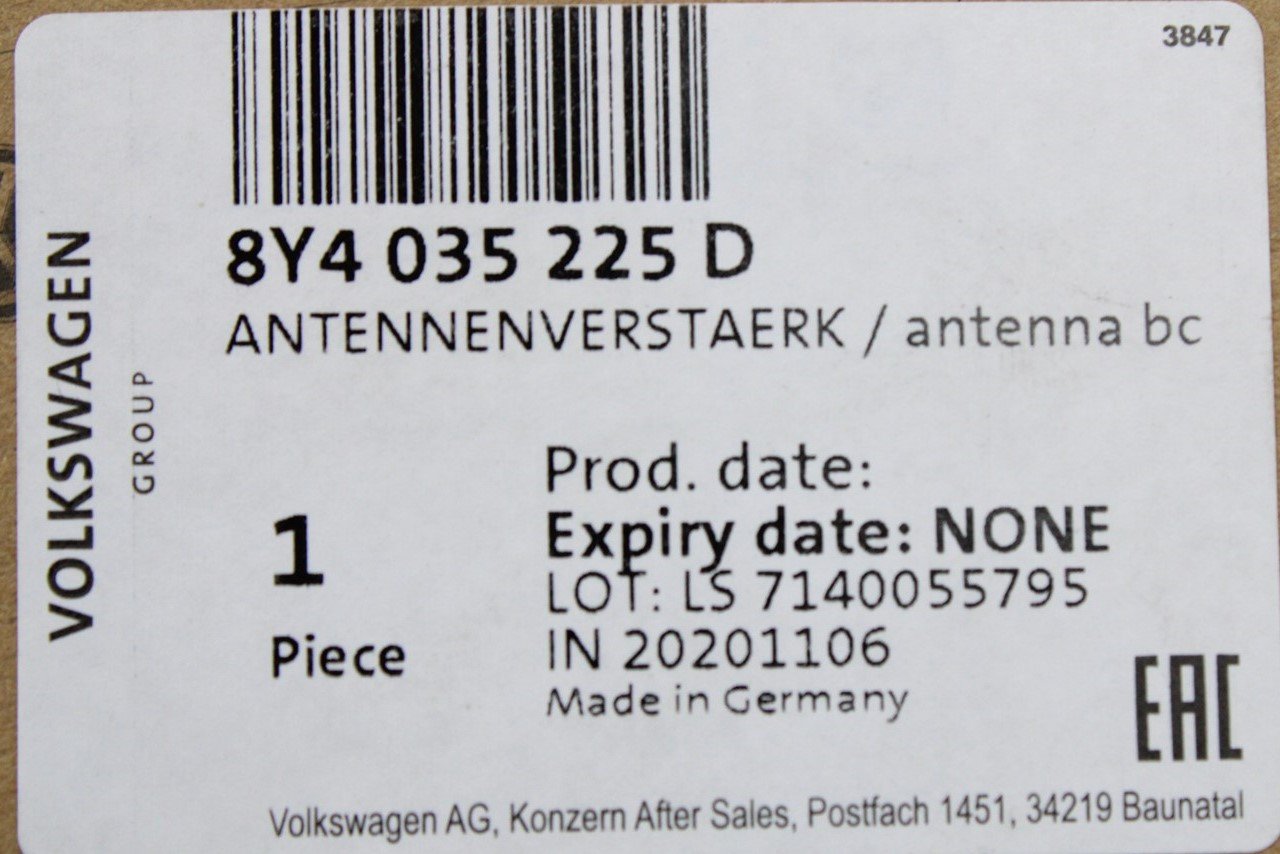 3847
8Y4 035 225 D
ANTENNENVERSTAERK / antenna bc
VOLKSWAGEN
GROUP
1
Piece
Prod. date:
Expiry date: NONE
LOT: LS 7140055795
IN 20201106
Made in Germany
EAC
Volkswagen AG, Konzern After Sales, Postfach 1451, 34219 Baunatal